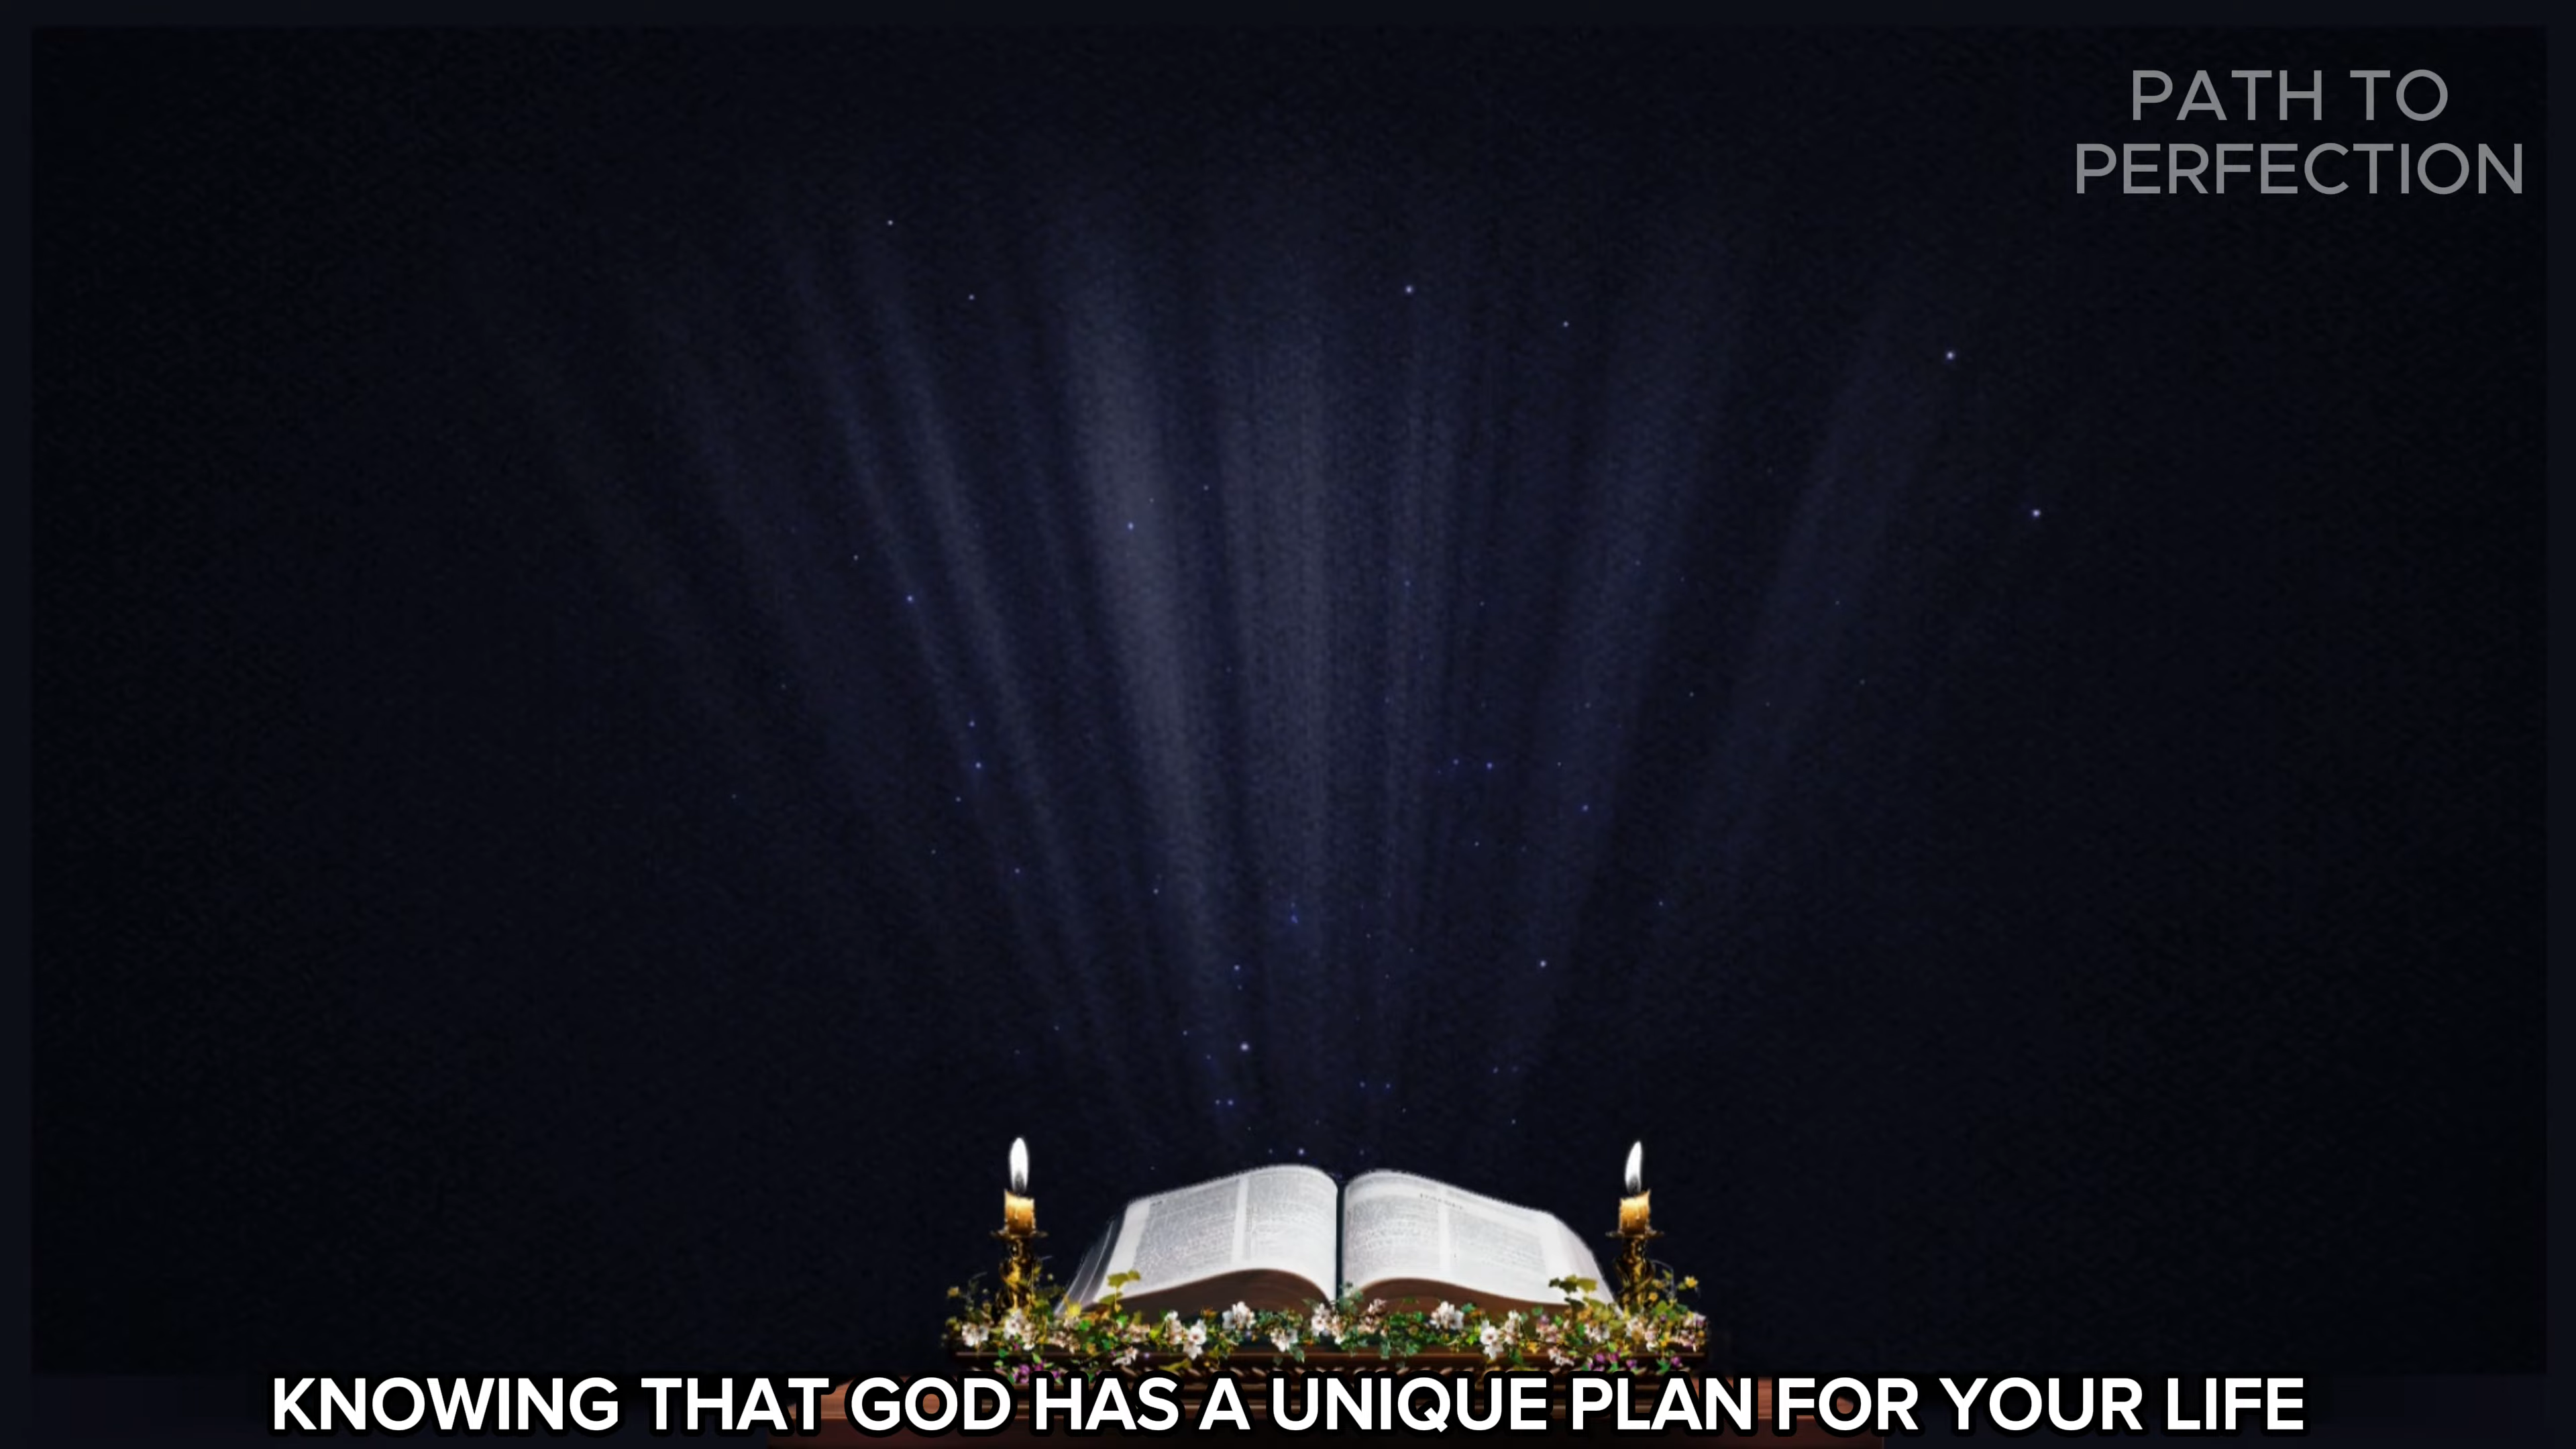 PATH TO
PERFECTION
KNOWING THAT GOD HAS A UNIQUE PLAN FOR YOUR LIFE